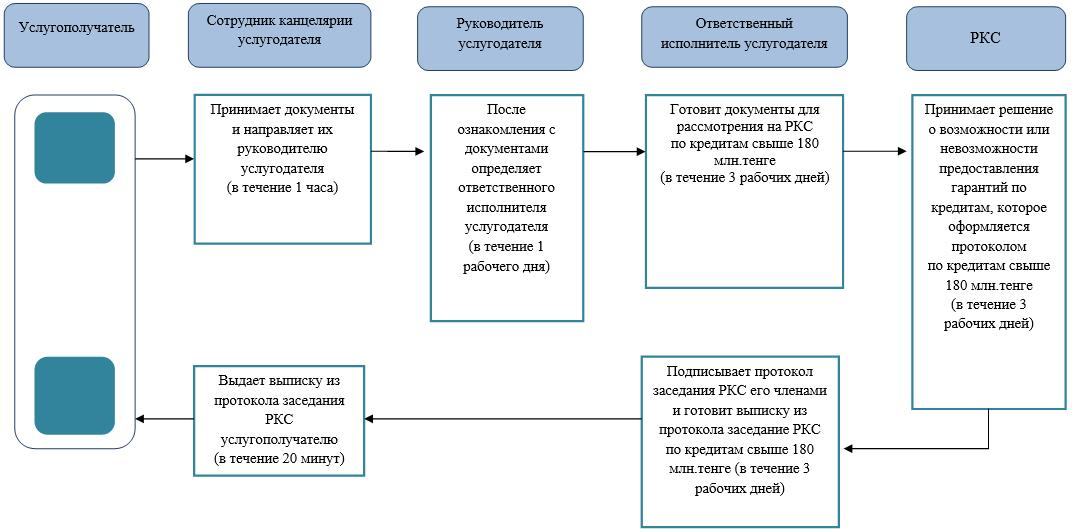 Услугополучатель
Сотрудник канцелярии
услугодателя
Руководитель
услугодателя
Ответственный
исполнитель услугодателя
РКС
Принимает документы
и направляет их
руководителю
услугодателя
(в течение 1 часа)
После
ознакомления с
документами
определяет
ответственного
исполнителя
услугодателя
(в течение 1
рабочего дня)
Готовит документы для
рассмотрения на РКС
по кредитам свыше 180
млн.тенге
(в течение 3 рабочих дней)
Принимает решение
о возможности или
невозможности
предоставления
гарантий по
кредитам, которое
оформляется
протоколом
по кредитам свыше
180 млн.тенге
(в течение 3
рабочих дней)
Выдает выписку из
протокола заседания
РКС
услугополучателю
(в течение 20 минут)
Подписывает протокол
заседания РКС его членами
и готовит выписку из
протокола заседание РКС
по кредитам свыше 180
млн.тенге (в течение 3
рабочих дней)